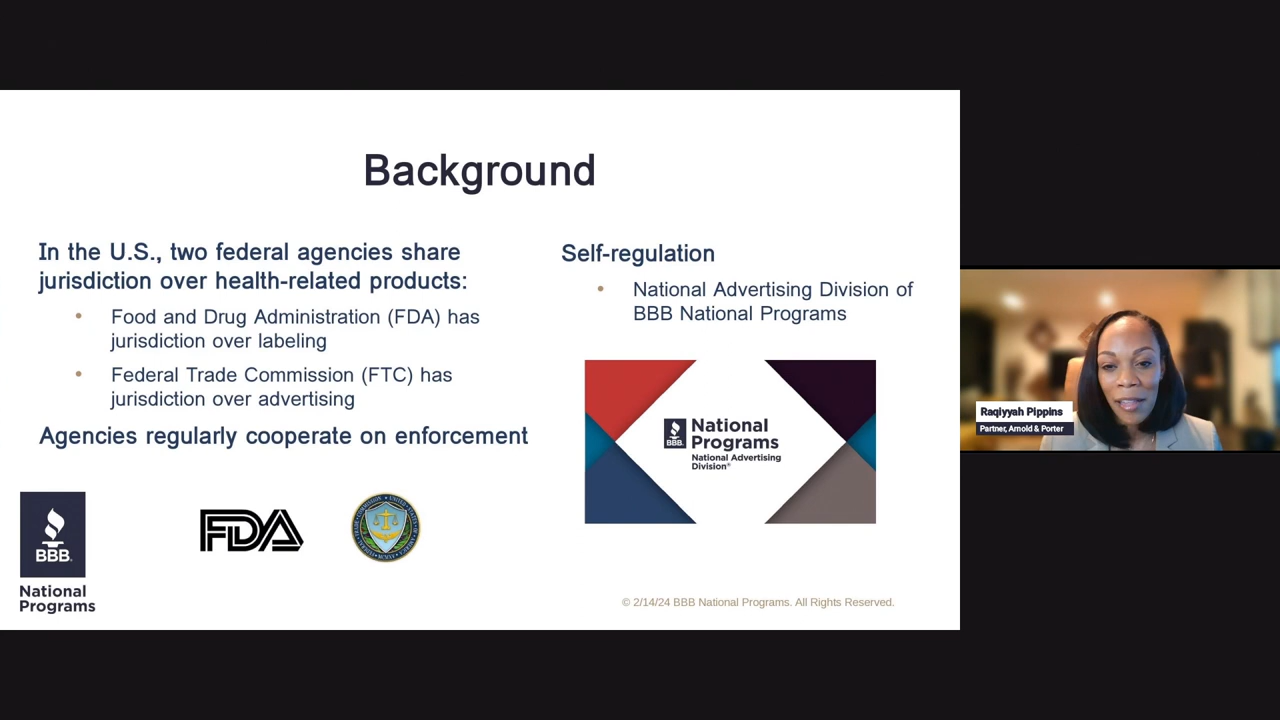 Background
In the U.S., two federal agencies share
jurisdiction over health-related products:
• Food and Drug Administration (FDA) has
jurisdiction over labeling
• Federal Trade Commission (FTC) has
jurisdiction over advertising
Agencies regularly cooperate on enforcement
BBB.
National
Programs
FDA
Self-regulation
• National Advertising Division of
BBB National Programs
BBB.
National
Programs
National Advertising
Division®
© 2/14/24 BBB National Programs. All Rights Reserved.
Raqiyyah Pippins
Partner, Arnold & Porter